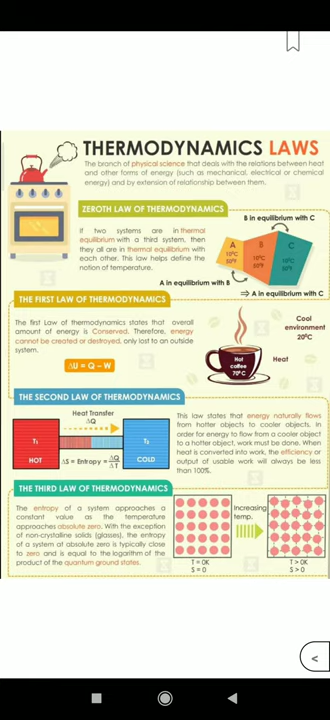 THERMODYNAMICS LAWS
The branch of physical science that deals with the relations between heat
and other forms of energy (such as mechanical, electrical or chemical
energy) and by extension of relationship between them.
ZEROTH LAW OF THERMODYNAMICS
If two systems are in thermal
equilibrium with a third system, then
they all are in thermal equilibrium with
each other. This law helps define the
notion of temperature.
B in equilibrium with C
A
10°C
50°F
B
10°C
50°F
C
10°C
50°F
A in equilibrium with B
⇒ A in equilibrium with C
THE FIRST LAW OF THERMODYNAMICS
The first Law of thermodynamics states that overall
amount of energy is Conserved. Therefore, energy
cannot be created or destroyed, only lost to an outside
system.
ΔU = Q - W
Hot
coffee
70°C
Heat
Cool
environment
20°C
THE SECOND LAW OF THERMODYNAMICS
Heat Transfer
ΔQ
T₁
HOT
T₂
COLD
ΔS = Entropy = ΔQ/ΔT
This law states that energy naturally flows
from hotter objects to cooler objects. In
order for energy to flow from a cooler object
to a hotter object, work must be done. When
heat is converted into work, the efficiency or
output of usable work will always be less
than 100%.
THE THIRD LAW OF THERMODYNAMICS
The entropy of a system approaches a
constant value as the temperature
approaches absolute zero. With the exception
of non-crystalline solids (glasses), the entropy
of a system at absolute zero is typically close
to zero and is equal to the logarithm of the
product of the quantum ground states.
Increasing
temp.
T = 0K
S = 0
T > 0K
S > 0